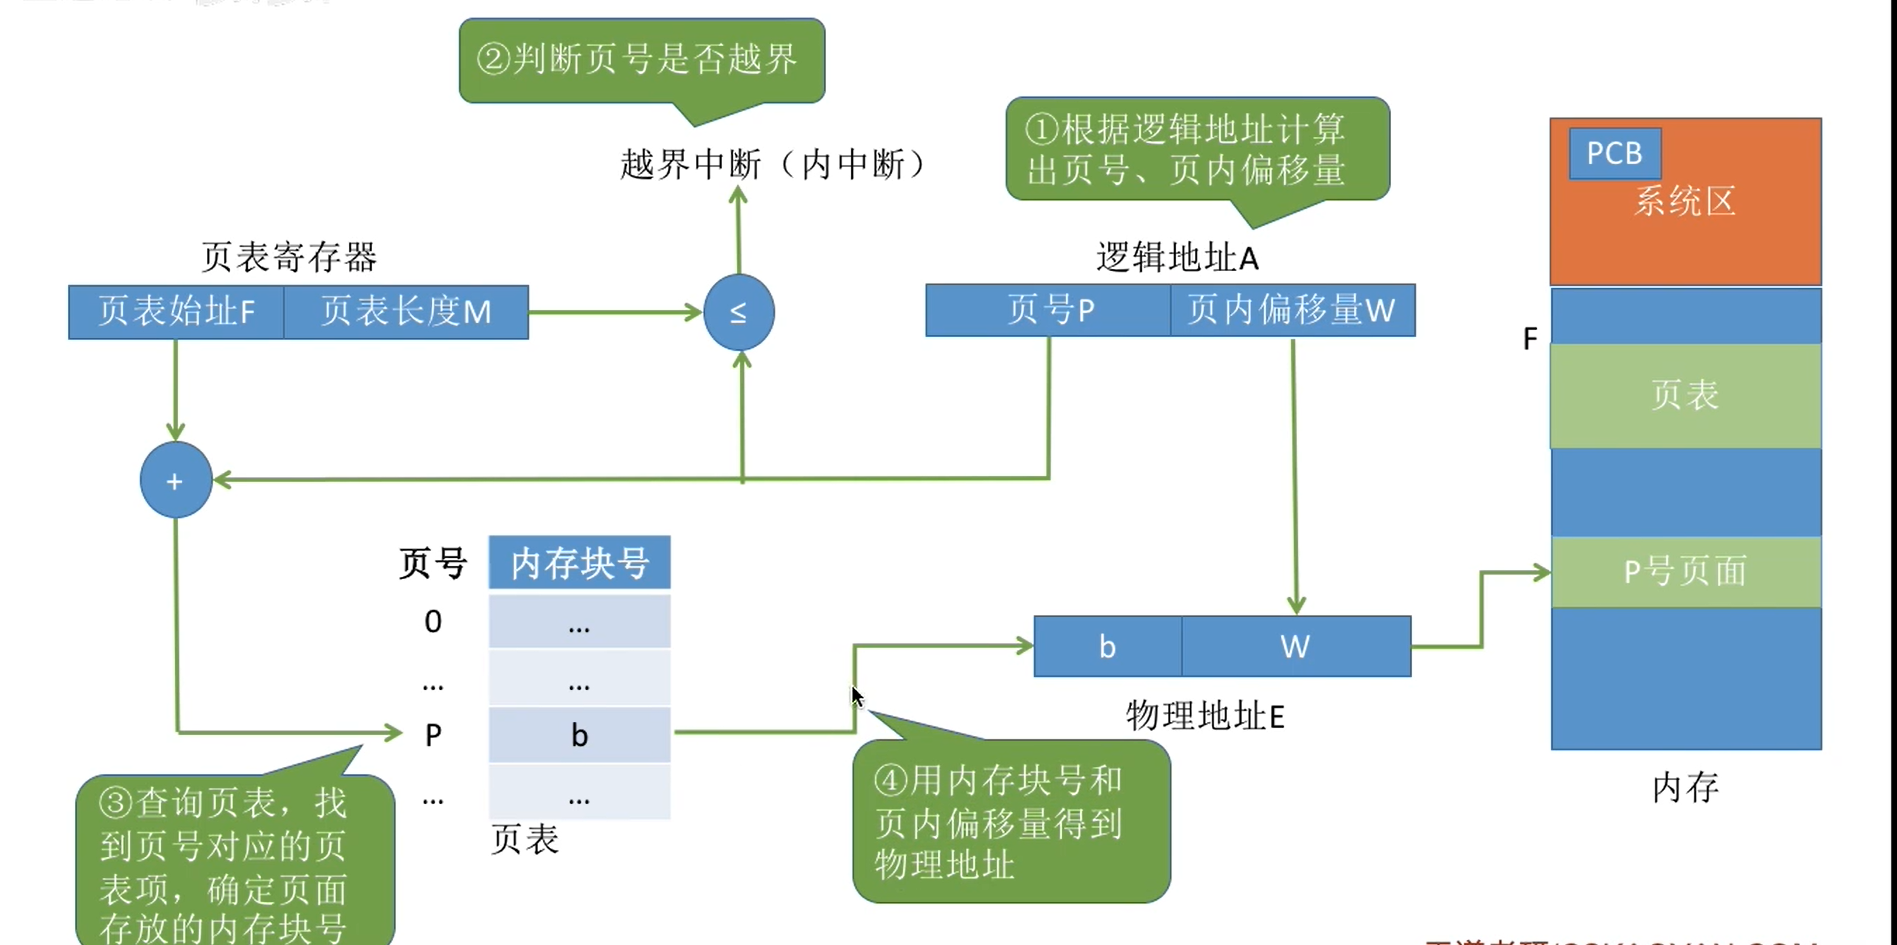 ②判断页号是否越界
①根据逻辑地址计算
出页号、页内偏移量
越界中断（内中断）
PCB
系统区
页表寄存器
逻辑地址A
页表始址F
页表长度M
≤
页号P
页内偏移量W
F
页表
+
页号
内存块号
P号页面
0
...
...
...
b
W
P
b
物理地址E
...
...
内存
页表
③查询页表，找
到页号对应的页
表项，确定页面
存放的内存块号
④用内存块号和
页内偏移量得到
物理地址